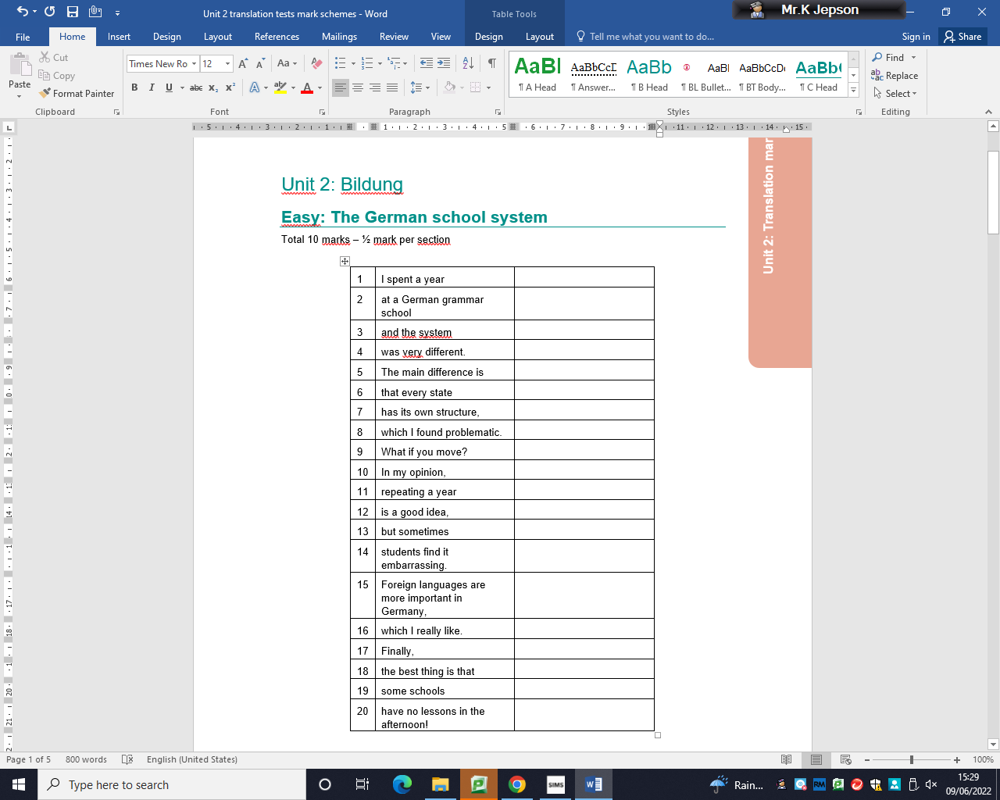 Unit 2 translation tests mark schemes - Word
Table Tools
Mr.K Jepson
File
Home
Insert
Design
Layout
References
Mailings
Review
View
Design
Layout
Tell me what you want to do...
Sign in
Share
Paste
Cut
Copy
Format Painter
Clipboard
Times New Ro
12
Font
Paragraph
AaBl
¶ A Head
AaBbCcI
¶ Answer...
AaBb
¶ B Head
AaBl
¶ BL Bullet...
AaBbCcDc
¶ BT Body...
AaBb(
¶ C Head
Styles
Find
Replace
Select
Editing
Unit 2: Translation mar
Unit 2: Bildung
Easy: The German school system
Total 10 marks – ½ mark per section
1 I spent a year
2 at a German grammar
school
3 and the system
4 was very different.
5 The main difference is
6 that every state
7 has its own structure,
8 which I found problematic.
9 What if you move?
10 In my opinion,
11 repeating a year
12 is a good idea,
13 but sometimes
14 students find it
embarrassing.
15 Foreign languages are
more important in
Germany,
16 which I really like.
17 Finally,
18 the best thing is that
19 some schools
20 have no lessons in the
afternoon!
Page 1 of 5
800 words
English (United States)
100%
Type here to search
SIMS
Rain...
RM
15:29
09/06/2022